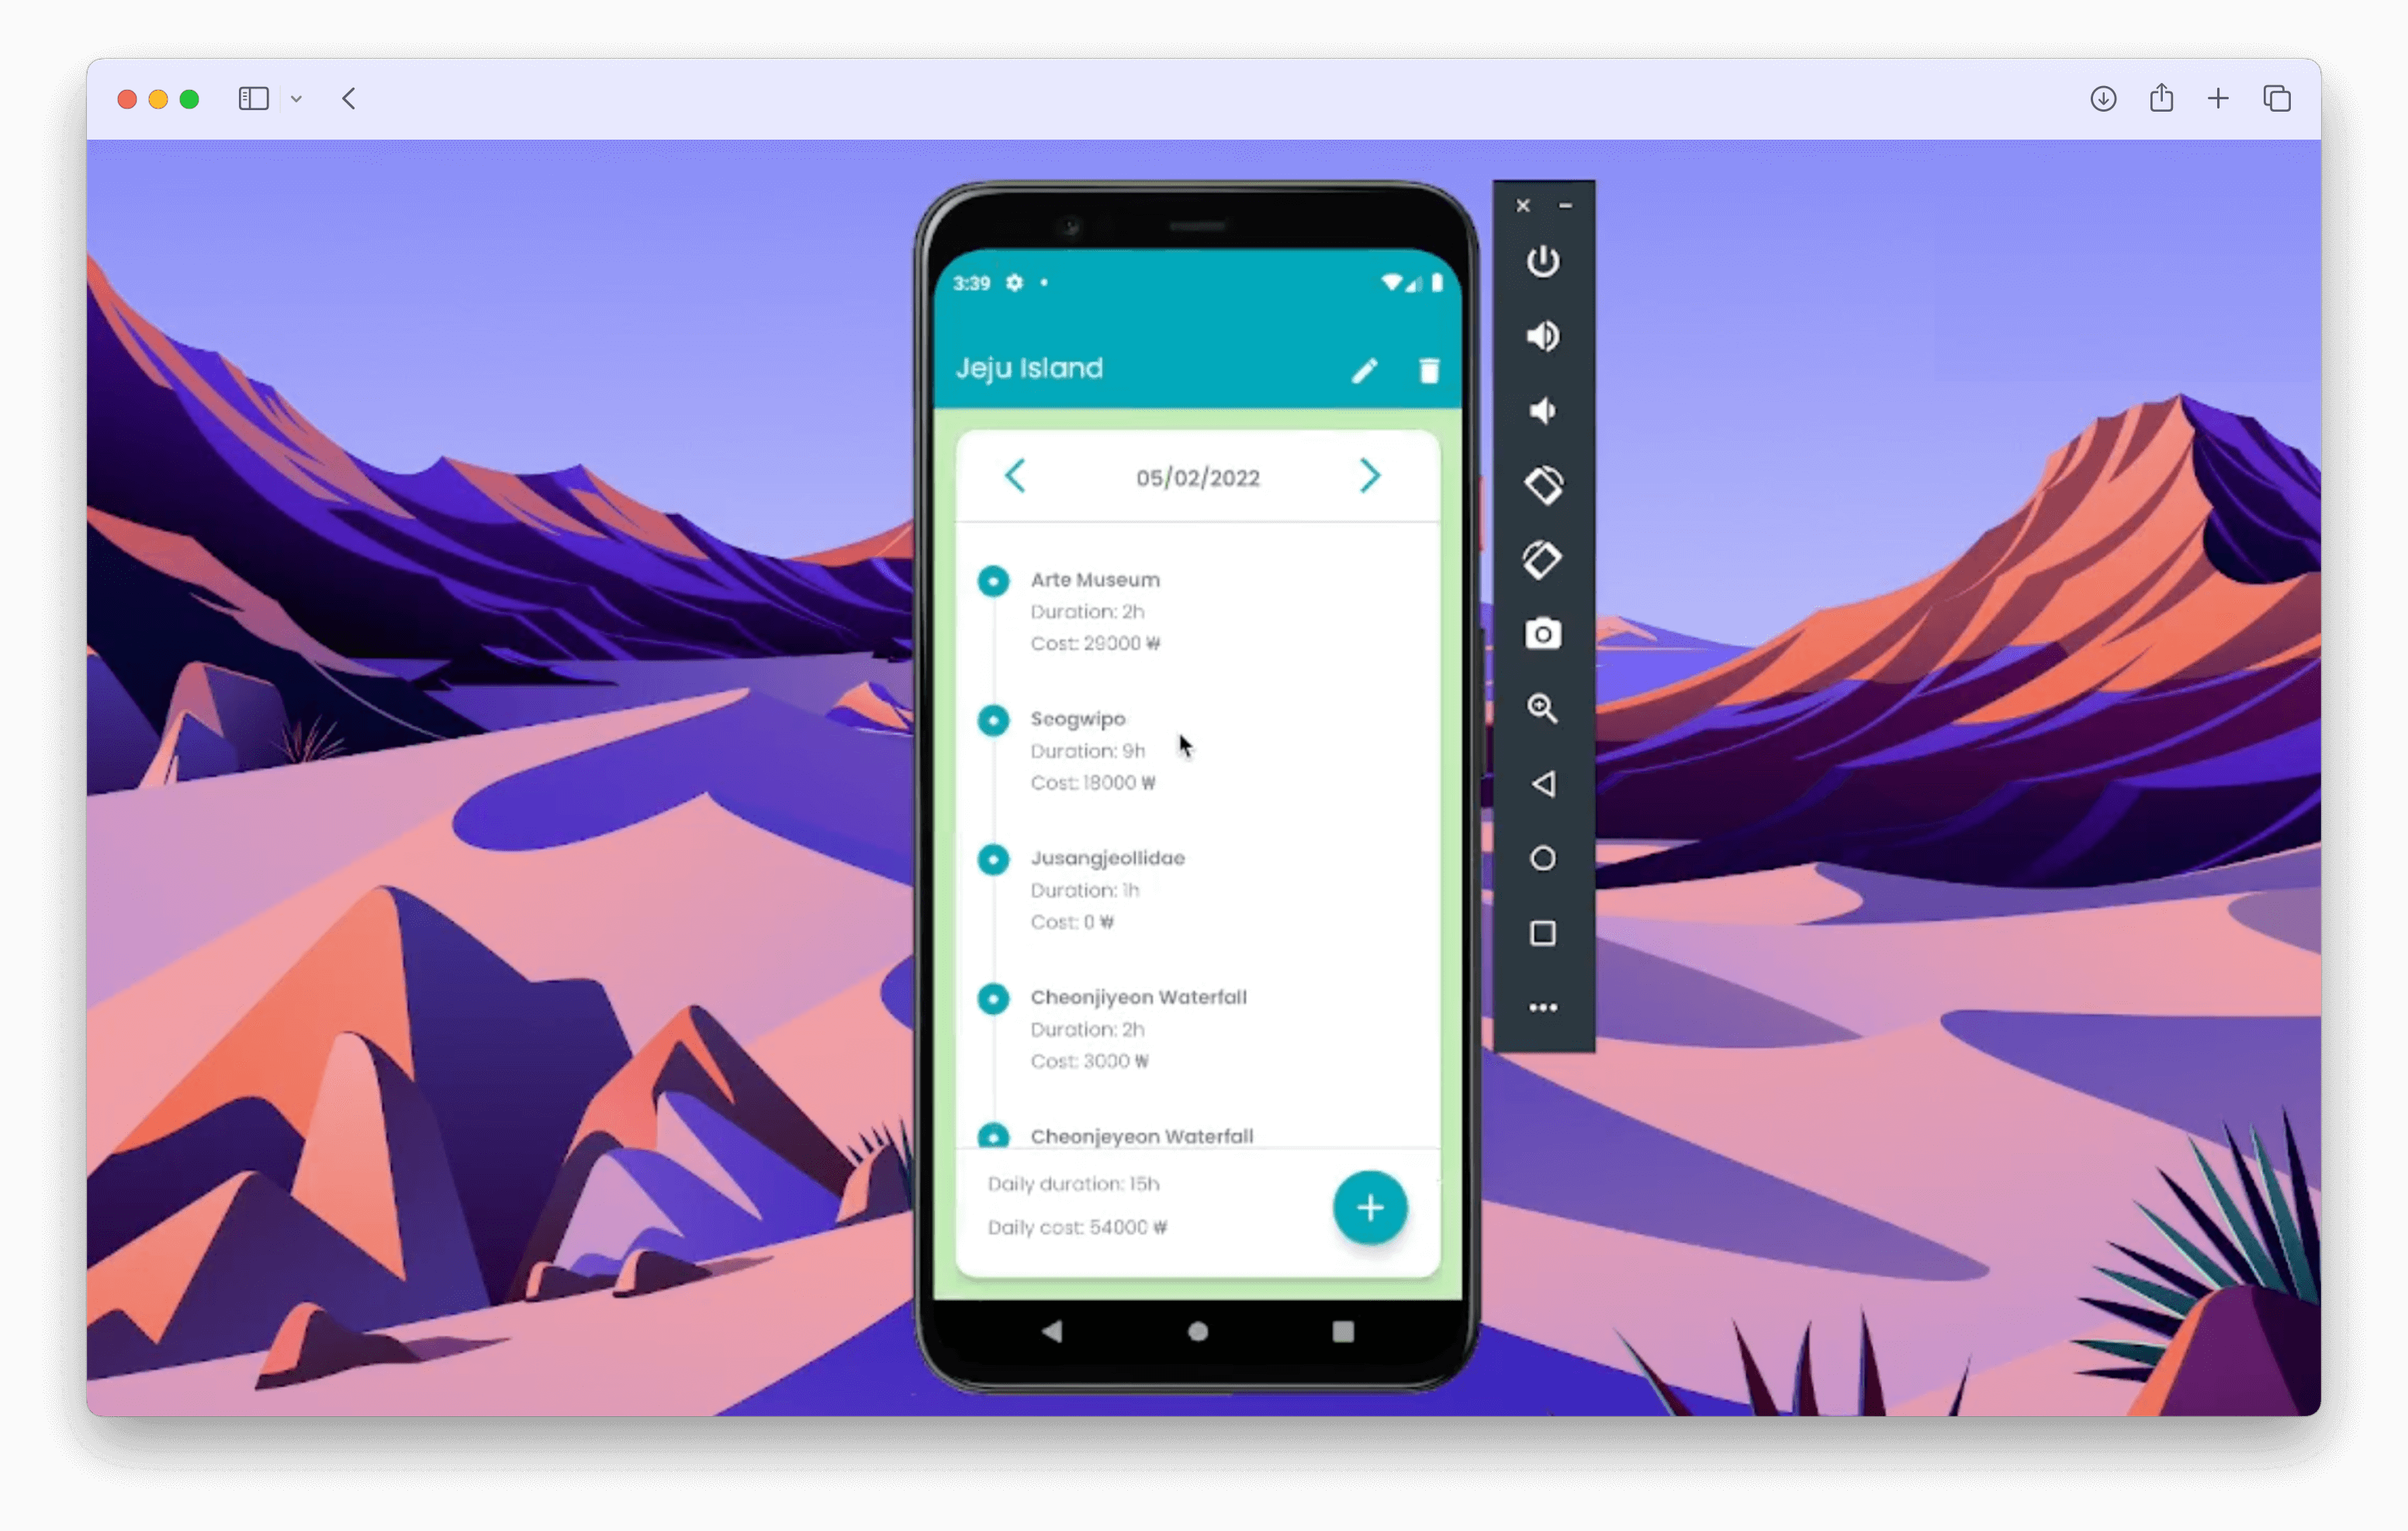 3:39
Jeju Island
05/02/2022
Arte Museum
Duration: 2h
Cost: 29000 ₩
Seogwipo
Duration: 9h
Cost: 18000 ₩
Jusangjeollidae
Duration: 1h
Cost: 0 ₩
Cheonjiyeon Waterfall
Duration: 2h
Cost: 3000 ₩
Cheonjeyeon Waterfall
Daily duration: 15h
Daily cost: 54000 ₩